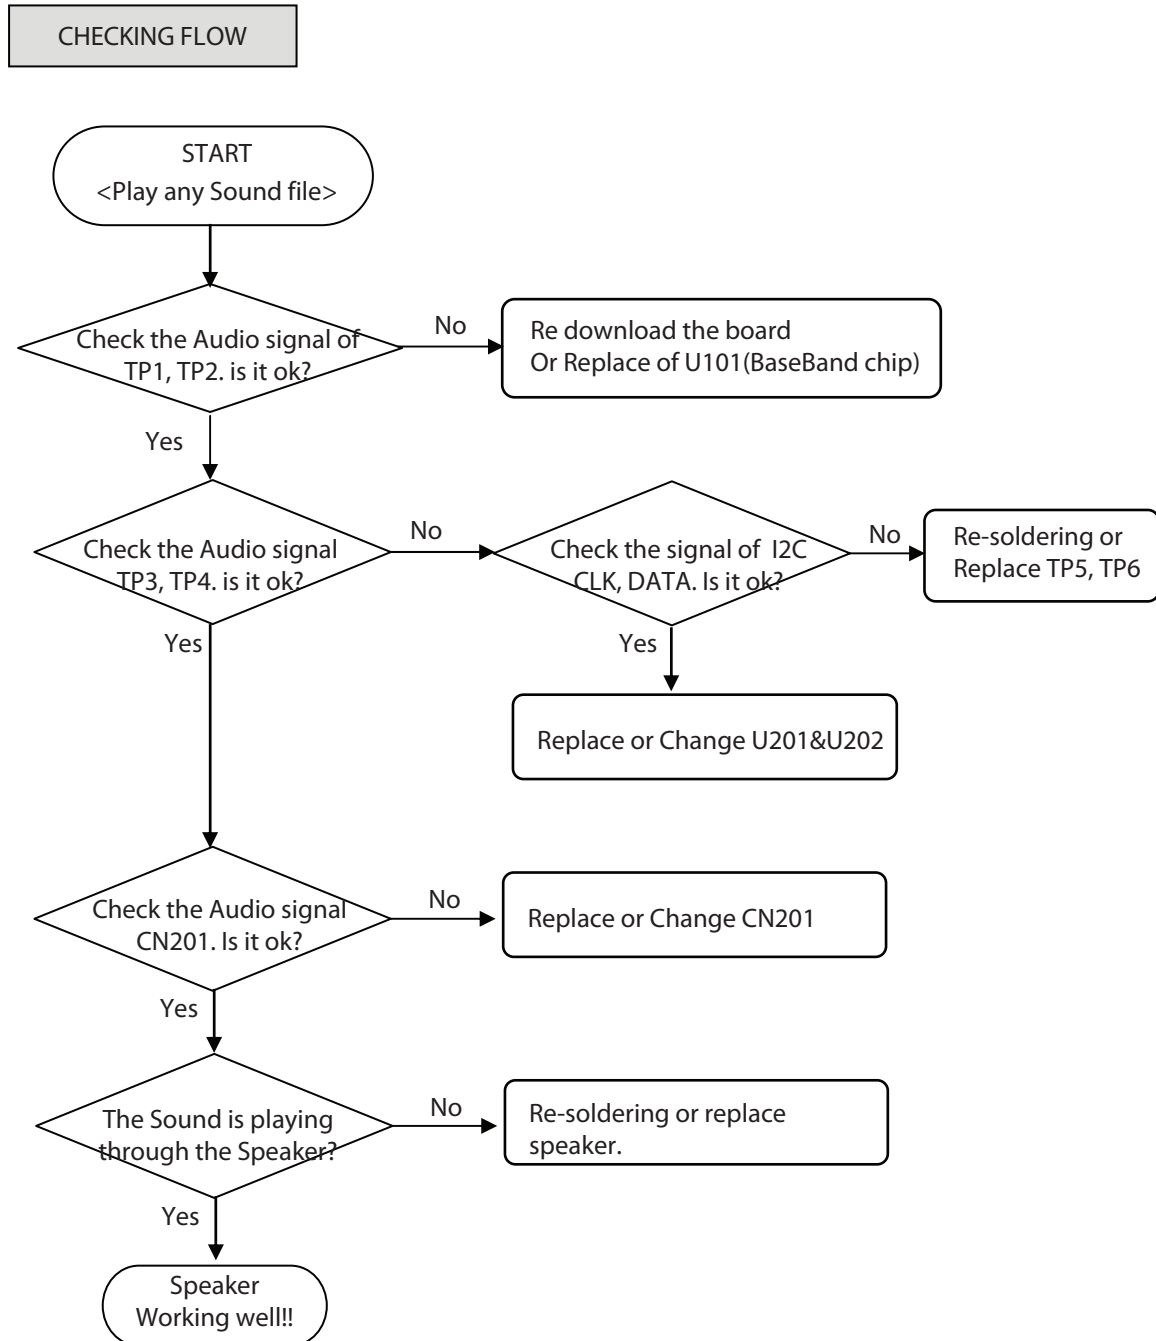 CHECKING FLOW
START
<Play any Sound file>
Check the Audio signal of
TP1, TP2. is it ok?
No
Re download the board
Or Replace of U101(BaseBand chip)
Yes
Check the Audio signal
TP3, TP4. is it ok?
No
Check the signal of I2C
CLK, DATA. Is it ok?
No
Re-soldering or
Replace TP5, TP6
Yes
Yes
Replace or Change U201&U202
Check the Audio signal
CN201. Is it ok?
No
Replace or Change CN201
Yes
The Sound is playing
through the Speaker?
No
Re-soldering or replace
speaker.
Yes
Speaker
Working well!!